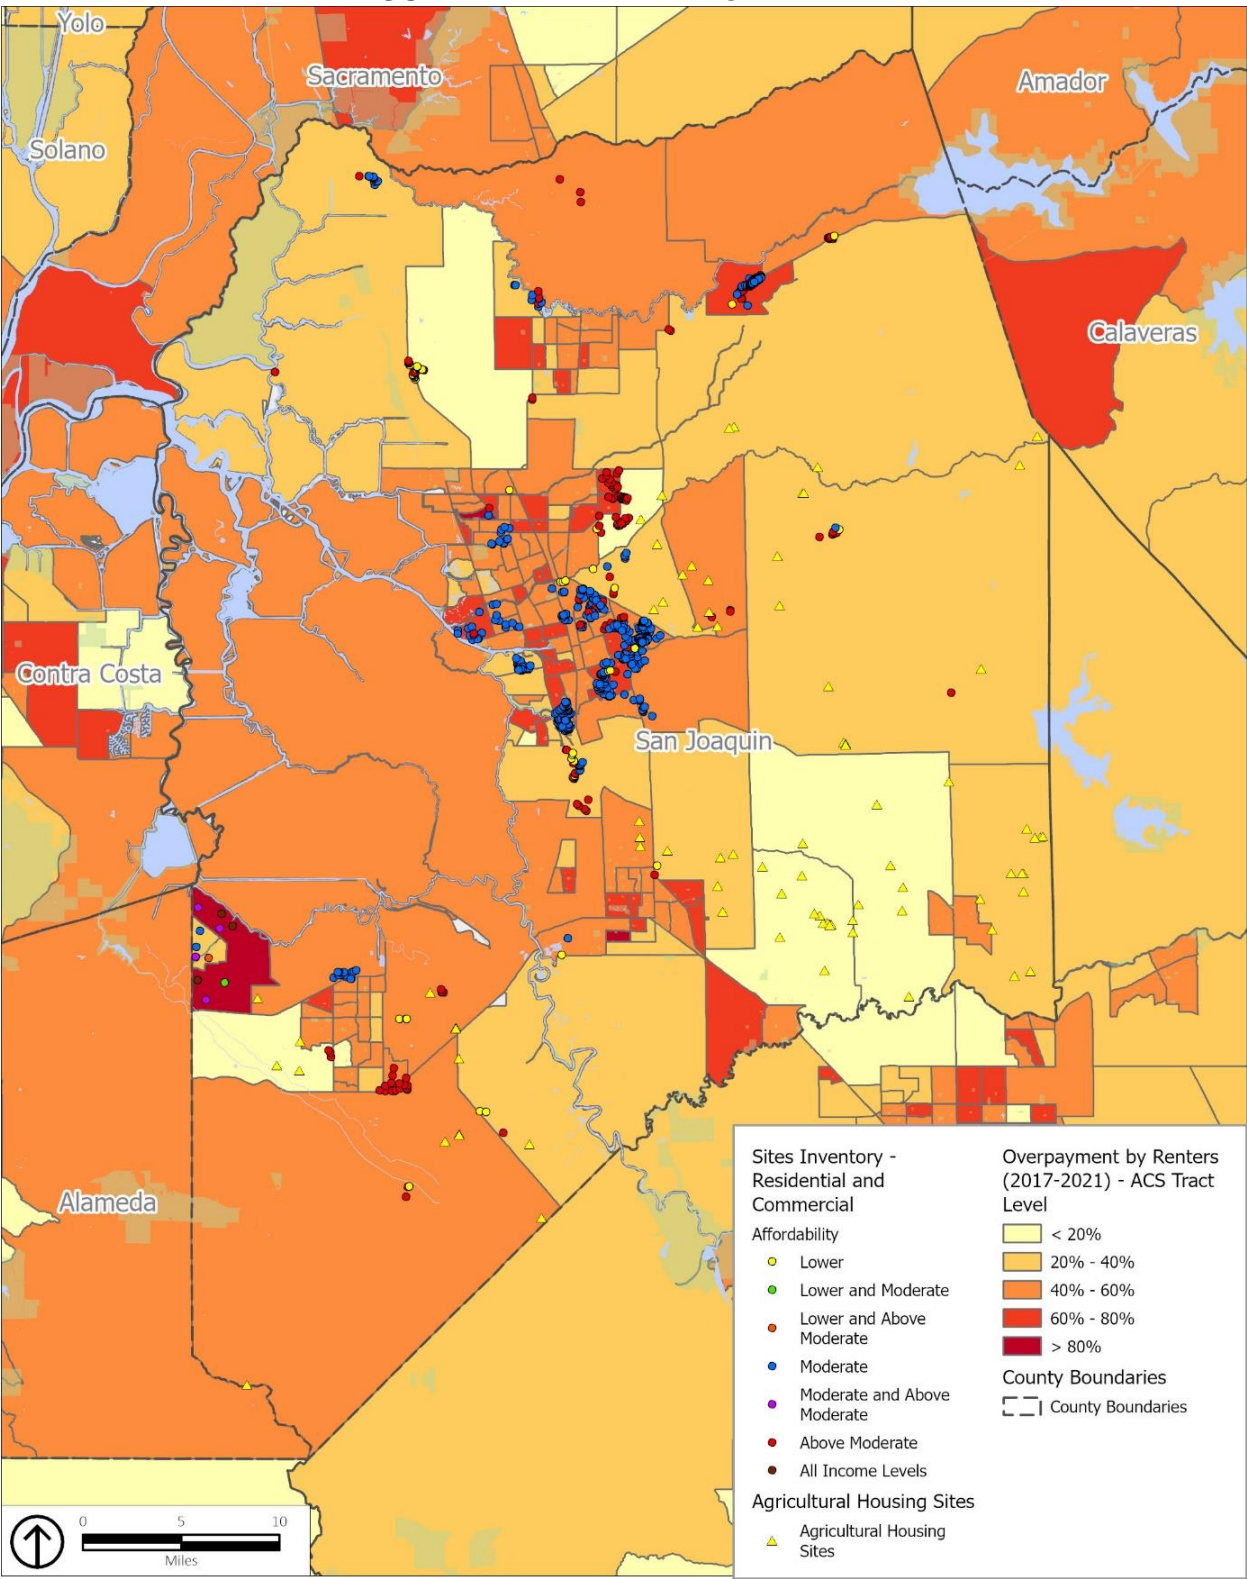 Yolo
Sacramento
Amador
Solano
Calaveras
Contra Costa
San Joaquin
Alameda
Sites Inventory -
Residential and
Commercial
Affordability
Lower
Lower and Moderate
Lower and Above
Moderate
Moderate
Moderate and Above
Moderate
Above Moderate
All Income Levels
Agricultural Housing Sites
Agricultural Housing
Sites
Overpayment by Renters
(2017-2021) - ACS Tract
Level
< 20%
20% - 40%
40% - 60%
60% - 80%
> 80%
County Boundaries
County Boundaries
0 5 10
Miles